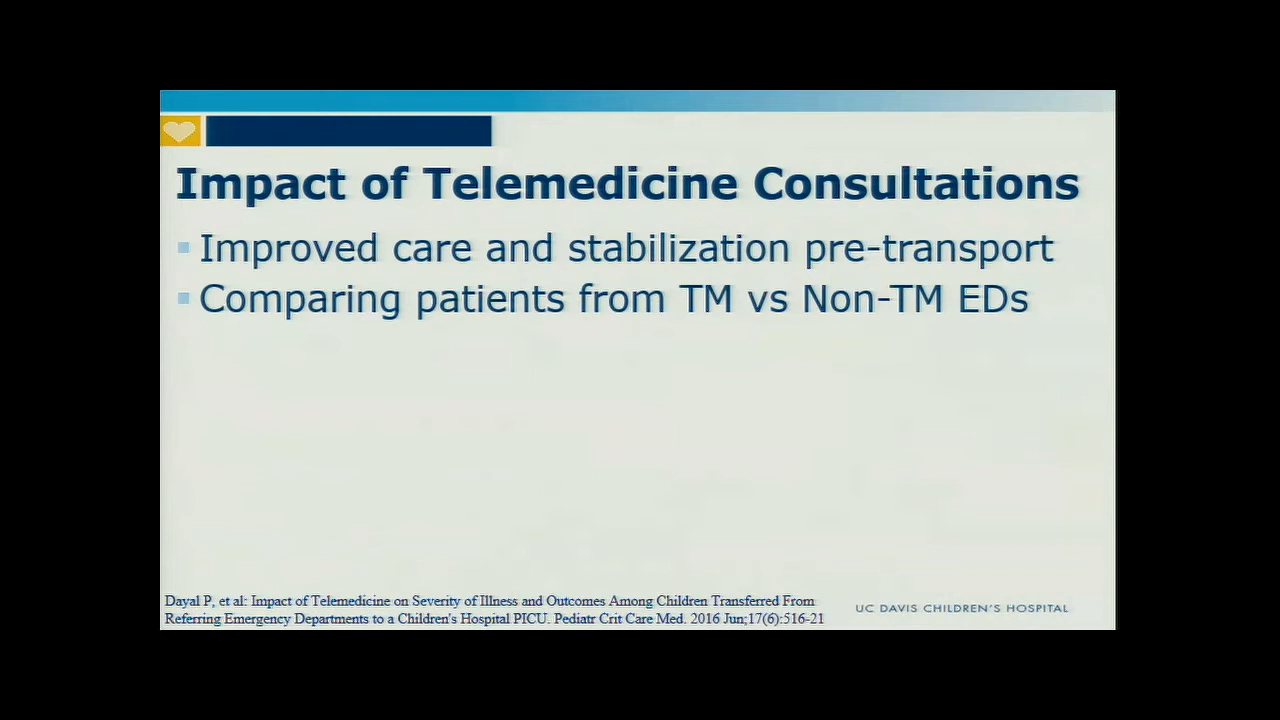 Impact of Telemedicine Consultations
Improved care and stabilization pre-transport
Comparing patients from TM vs Non-TM EDs
Dayal P, et al: Impact of Telemedicine on Severity of Illness and Outcomes Among Children Transferred From
Referring Emergency Departments to a Children's Hospital PICU. Pediatr Crit Care Med. 2016 Jun;17(6):516-21
UC DAVIS CHILDREN'S HOSPITAL